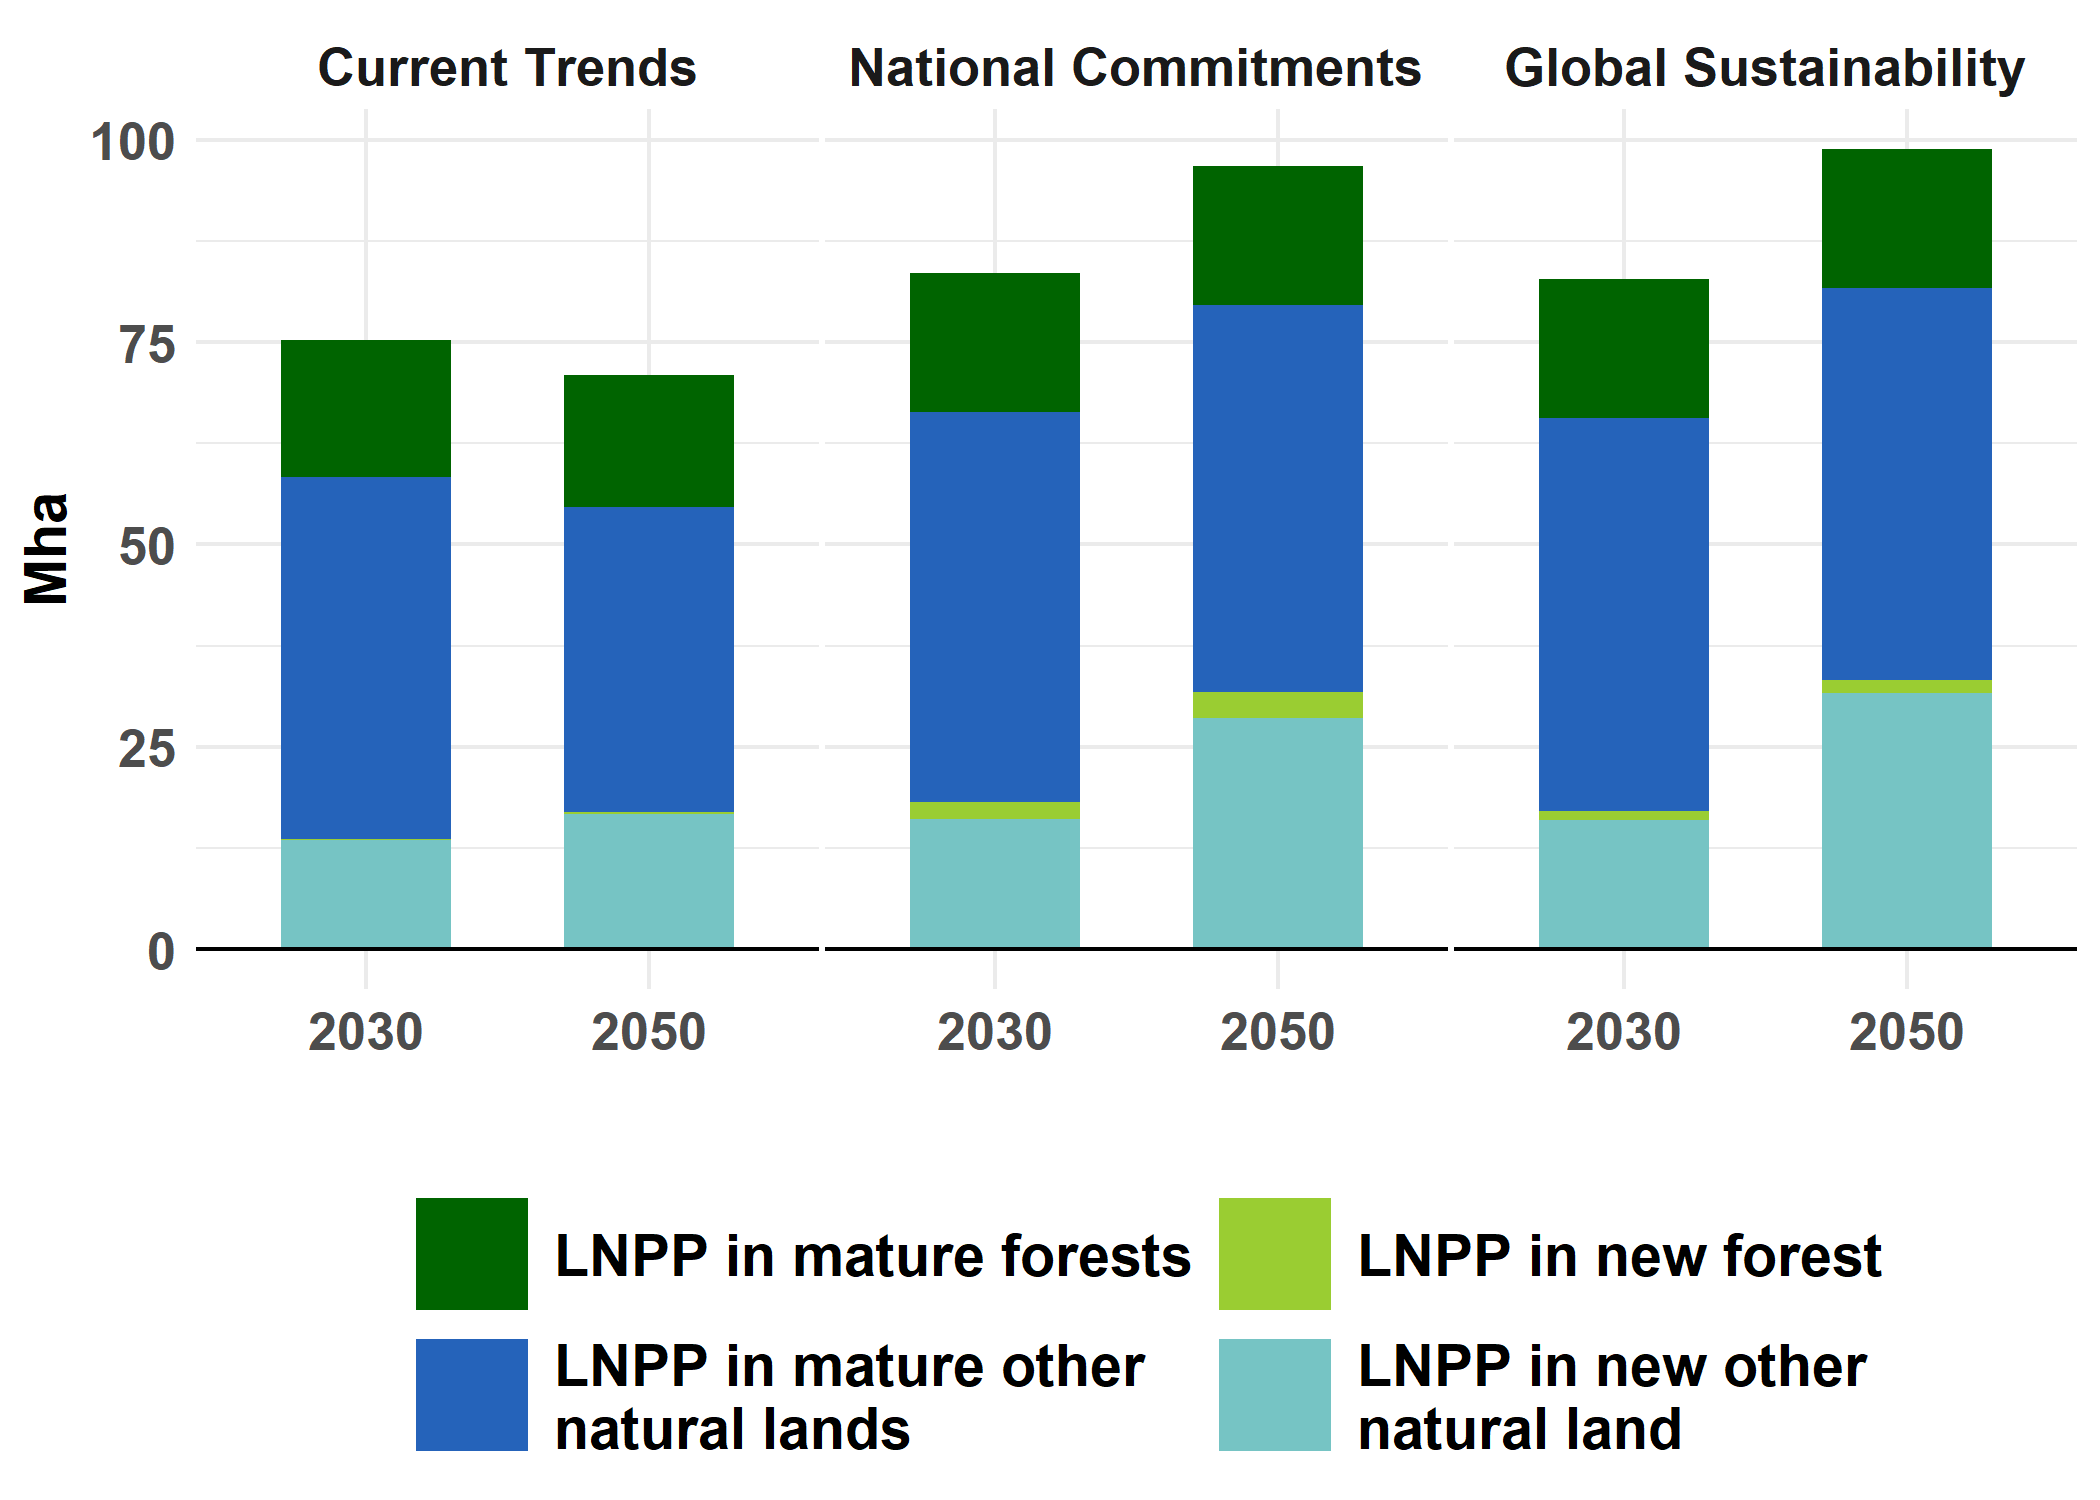 Current Trends
National Commitments
Global Sustainability
100
75
50
25
0
Mha
2030
2050
2030
2050
2030
2050
LNPP in mature forests
LNPP in new forest
LNPP in mature other
natural lands
LNPP in new other
natural land